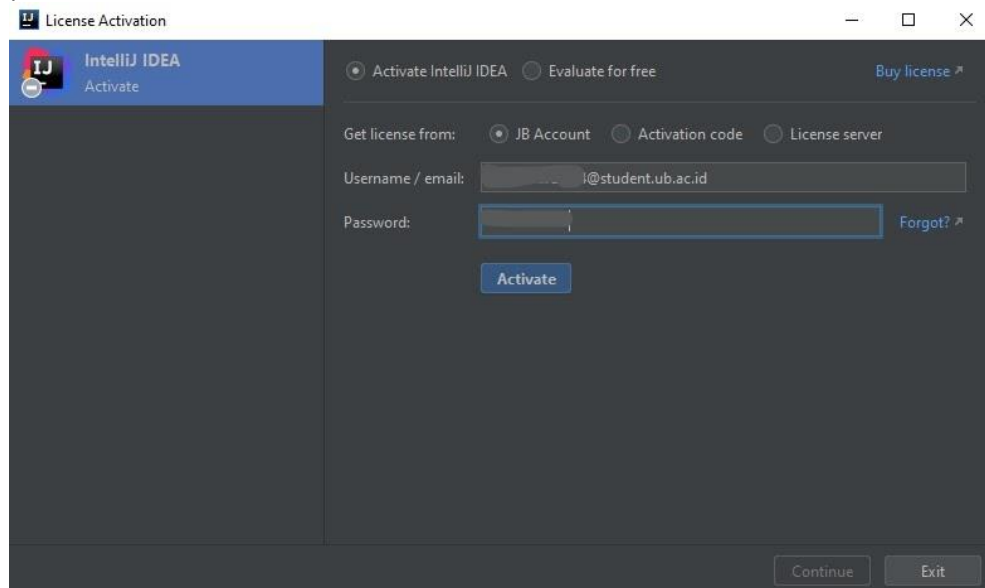 License Activation
IntelliJ IDEA
Activate
Activate IntelliJ IDEA Evaluate for free Buy license
Get license from: JB Account Activation code License server
Username / email: @student.ub.ac.id
Password: Forgot?
Activate
Continue Exit